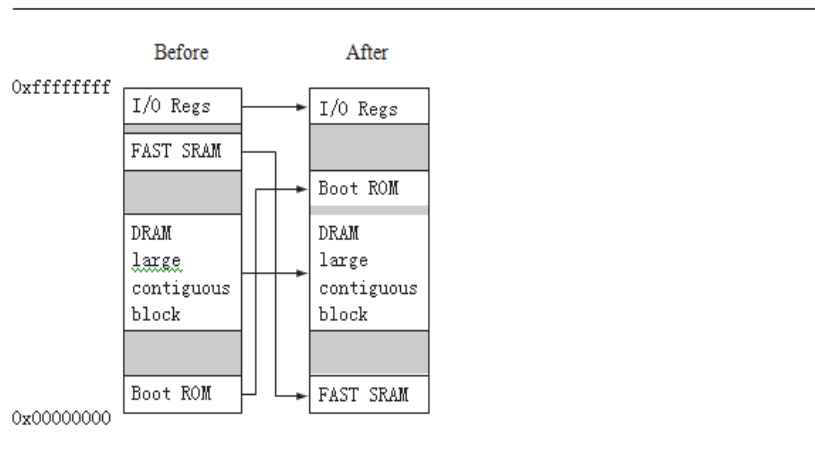 Before
After
0xffffffff
I/O Regs
I/O Regs
FAST SRAM
Boot ROM
DRAM
large
contiguous
block
DRAM
large
contiguous
block
Boot ROM
FAST SRAM
0x00000000